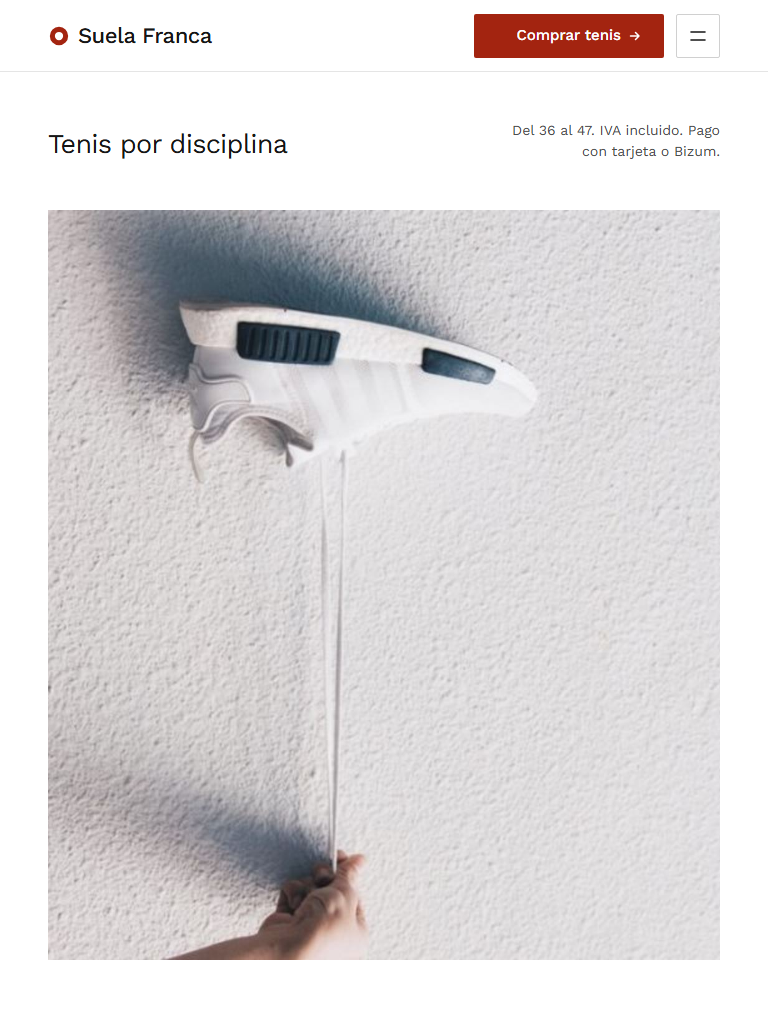 Suela Franca
Comprar tenis →
Tenis por disciplina
Del 36 al 47. IVA incluido. Pago
con tarjeta o Bizum.